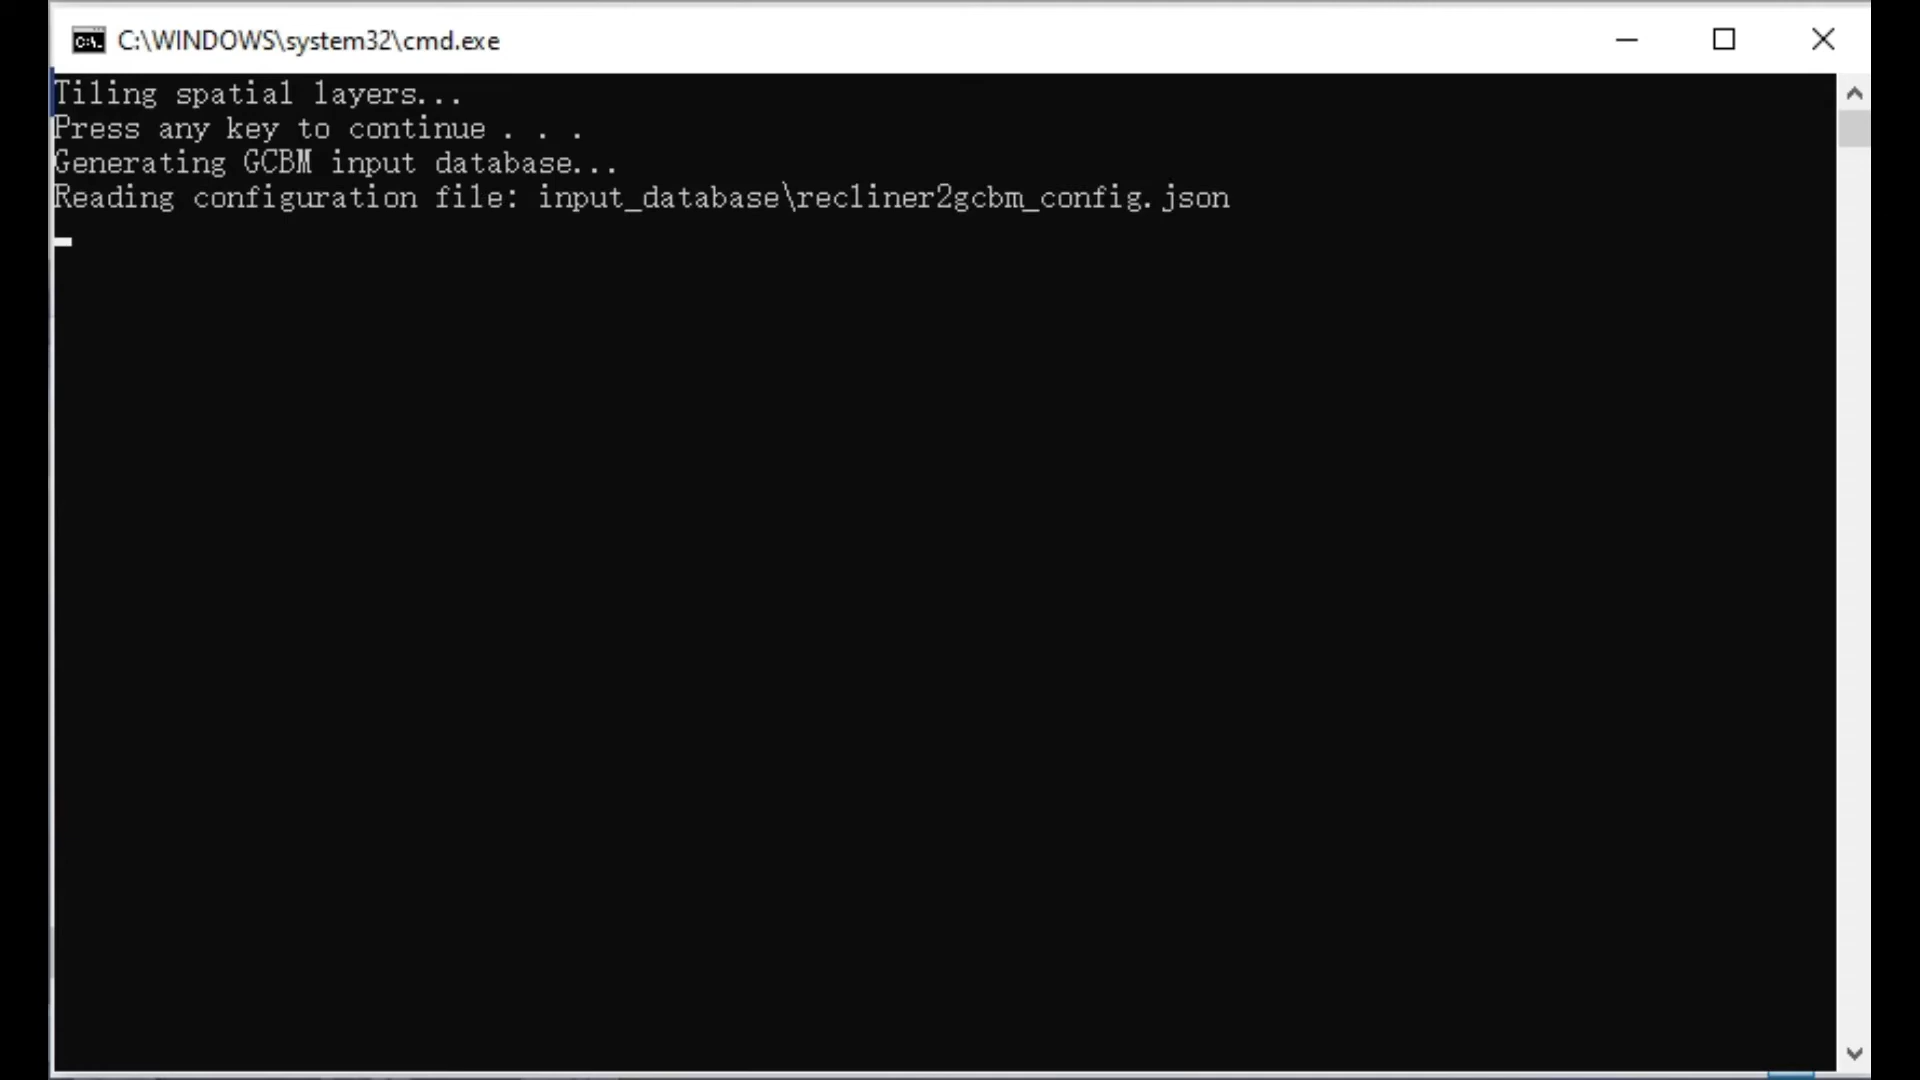 C:\WINDOWS\system32\cmd.exe
Tiling spatial layers...
Press any key to continue . . .
Generating GCBM input database...
Reading configuration file: input_database\recliner2gcbm_config.json